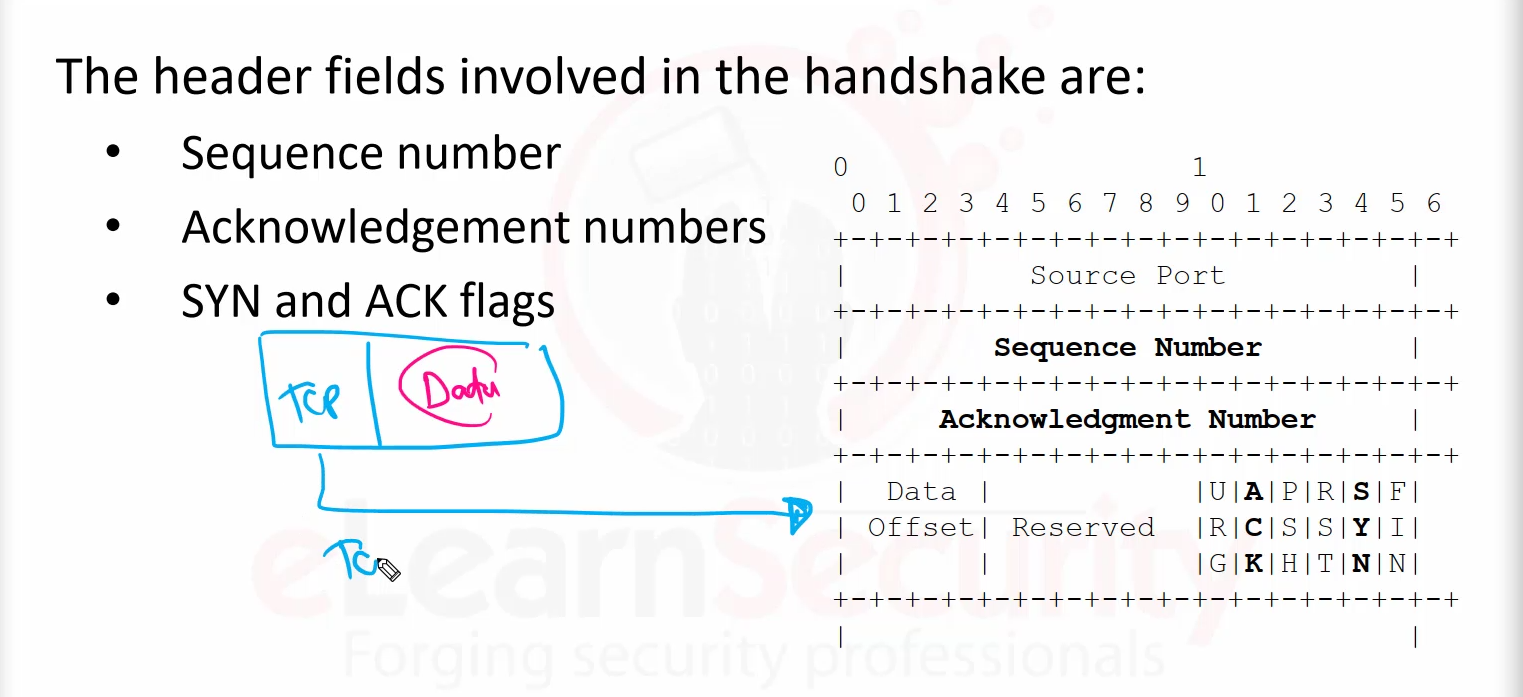 The header fields involved in the handshake are:
• Sequence number
• Acknowledgement numbers
• SYN and ACK flags
TCP Data
TC
0 1
0 1 2 3 4 5 6 7 8 9 0 1 2 3 4 5 6
+-+-+-+-+-+-+-+-+-+-+-+-+-+-+-+-+-+
| Source Port |
+-+-+-+-+-+-+-+-+-+-+-+-+-+-+-+-+-+
| Sequence Number |
+-+-+-+-+-+-+-+-+-+-+-+-+-+-+-+-+-+
| Acknowledgment Number |
+-+-+-+-+-+-+-+-+-+-+-+-+-+-+-+-+-+
| Data | |U|A|P|R|S|F|
| Offset| Reserved |R|C|S|S|Y|I|
| | |G|K|H|T|N|N|
+-+-+-+-+-+-+-+-+-+-+-+-+-+-+-+-+-+
| |
eLearnSecurity
Forging security professionals